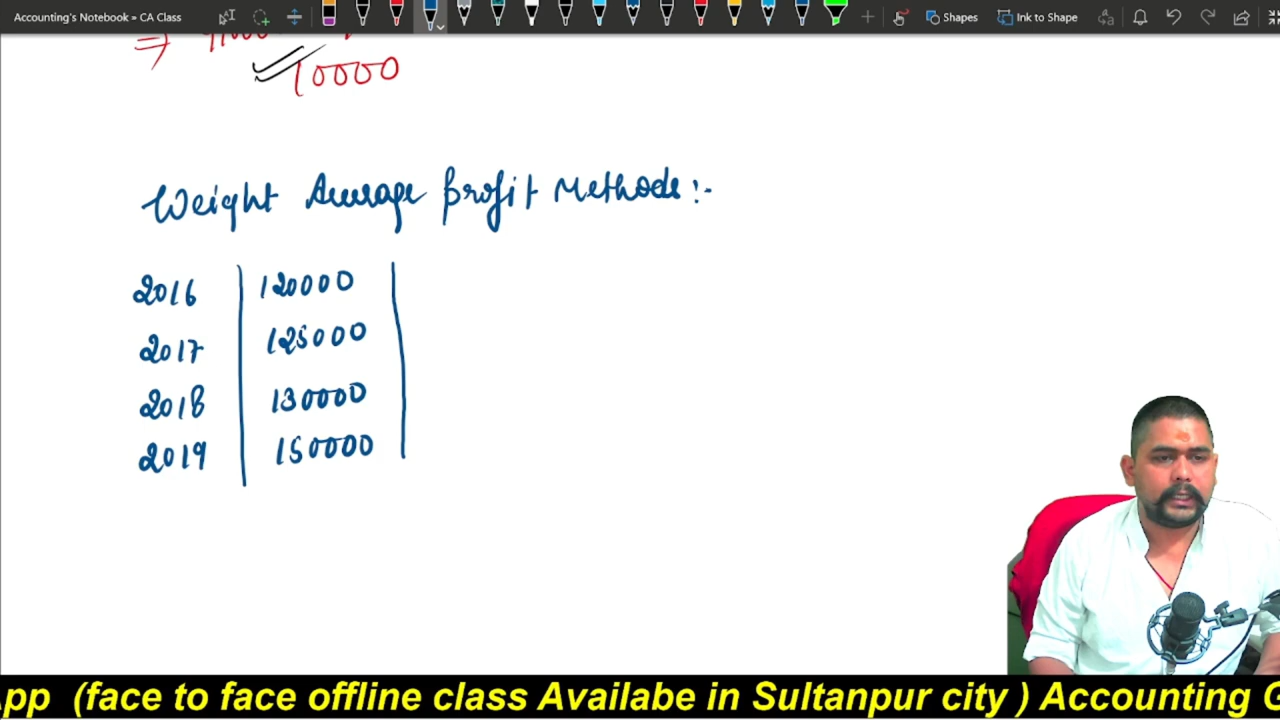 Accounting's Notebook » CA Class
Shapes
Ink to Shape
10000
Weight Average profit Methode :-
2016 120000
2017 125000
2018 130000
2019 150000
App (face to face offline class Availabe in Sultanpur city ) Accounting